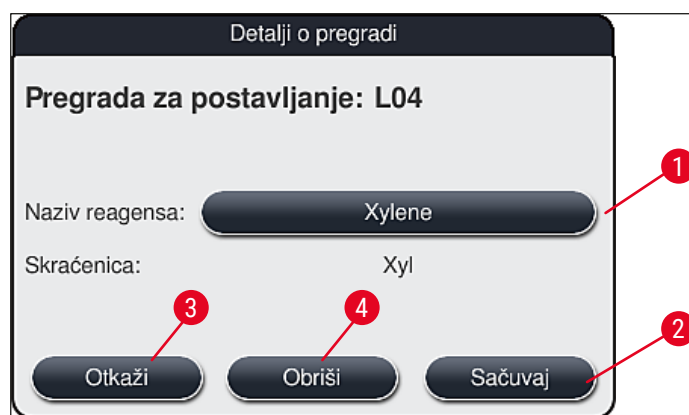 Detalji o pregradi
Pregrada za postavljanje: L04
1
Naziv reagensa: Xylene
Skraćenica: Xyl
3 4 2
Otkaži Obriši Sačuvaj